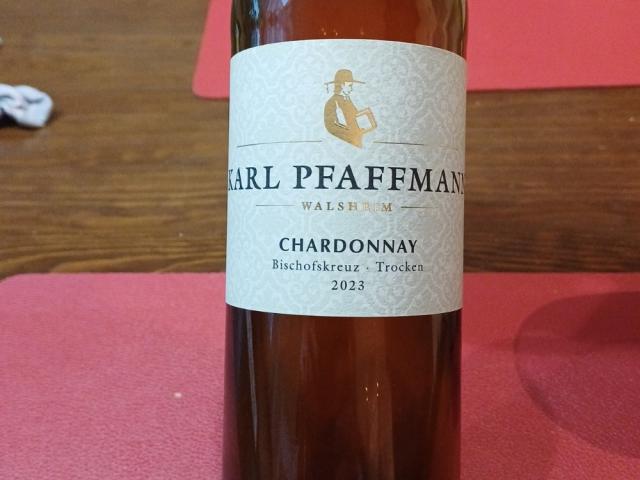 KARL PFAFFMANN
WALSHEIM
CHARDONNAY
Bischofskreuz · Trocken
2023